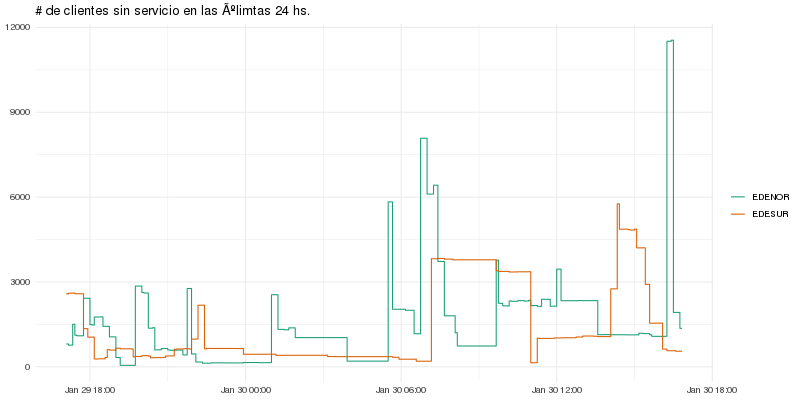 # de clientes sin servicio en las Ãºlimtas 24 hs.
12000
9000
6000
3000
0
Jan 29 18:00
Jan 30 00:00
Jan 30 06:00
Jan 30 12:00
Jan 30 18:00
EDENOR
EDESUR